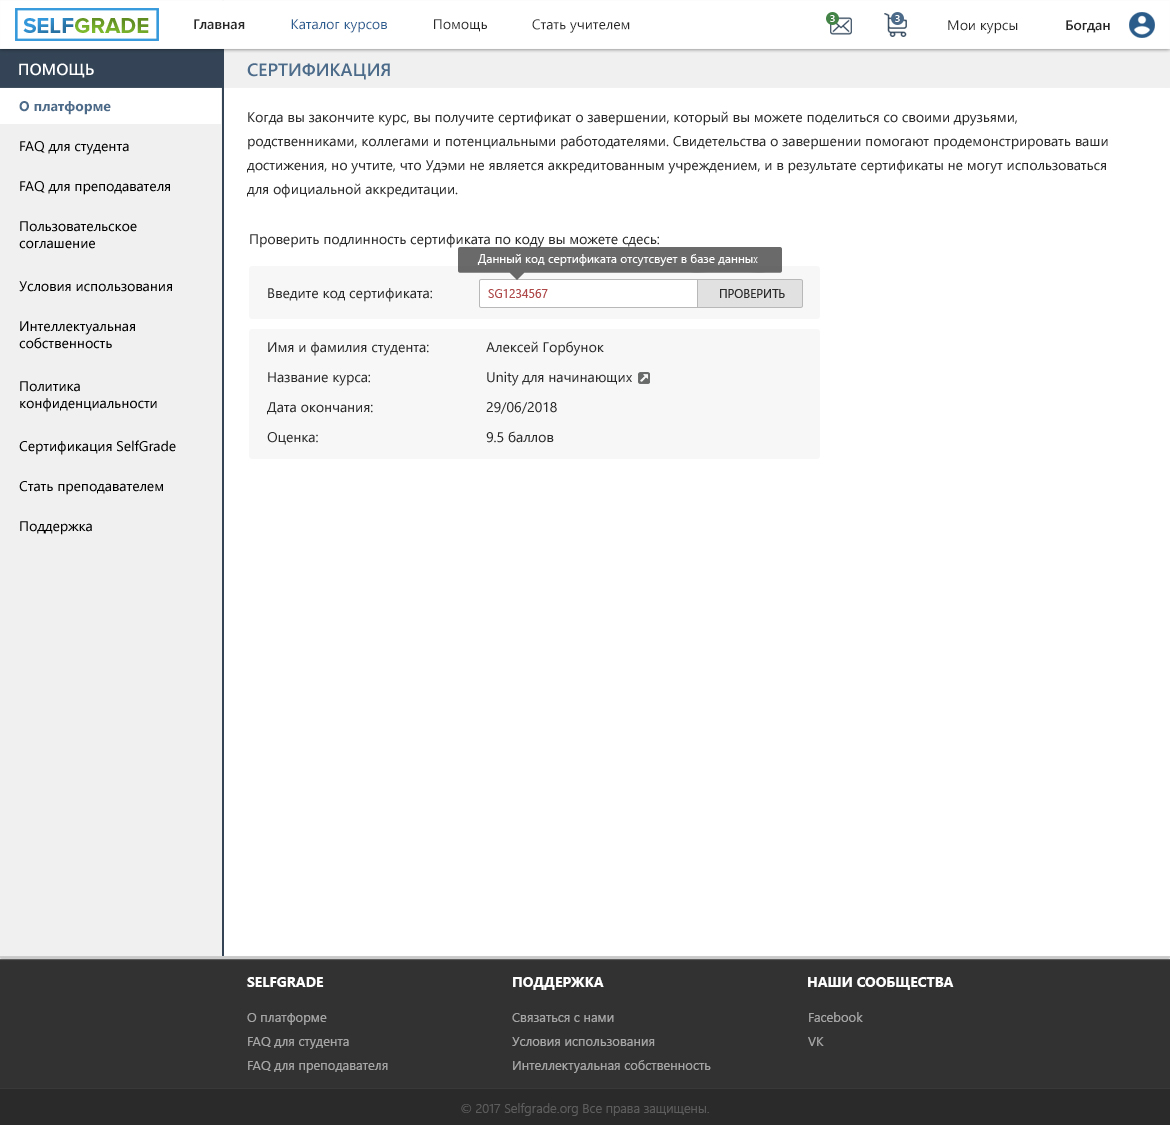 SELFGRADE
Главная
Каталог курсов
Помощь
Стать учителем
3
3
Мои курсы
Богдан
ПОМОЩЬ
О платформе
FAQ для студента
FAQ для преподавателя
Пользовательское
соглашение
Условия использования
Интеллектуальная
собственность
Политика
конфиденциальности
Сертификация SelfGrade
Стать преподавателем
Поддержка
СЕРТИФИКАЦИЯ
Когда вы закончите курс, вы получите сертификат о завершении, который вы можете поделиться со своими друзьями,
родственниками, коллегами и потенциальными работодателями. Свидетельства о завершении помогают продемонстрировать ваши
достижения, но учтите, что Удэми не является аккредитованным учреждением, и в результате сертификаты не могут использоваться
для официальной аккредитации.
Проверить подлинность сертификата по коду вы можете сдесь:
Данный код сертификата отсутсвует в базе данных
Введите код сертификата:
SG1234567
ПРОВЕРИТЬ
Имя и фамилия студента:
Алексей Горбунок
Название курса:
Unity для начинающих
Дата окончания:
29/06/2018
Оценка:
9.5 баллов
SELFGRADE
О платформе
FAQ для студента
FAQ для преподавателя
ПОДДЕРЖКА
Связаться с нами
Условия использования
Интеллектуальная собственность
НАШИ СООБЩЕСТВА
Facebook
VK
© 2017 Selfgrade.org Все права защищены.